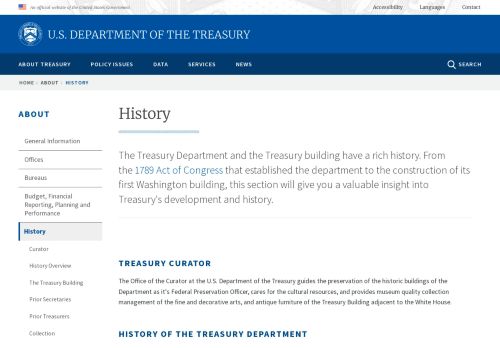 An official website of the United States Government
Accessibility Languages Contact
U.S. DEPARTMENT OF THE TREASURY
ABOUT TREASURY POLICY ISSUES DATA SERVICES NEWS SEARCH
HOME › ABOUT › HISTORY
ABOUT
General Information
Offices
Bureaus
Budget, Financial
Reporting, Planning and
Performance
History
Curator
History Overview
The Treasury Building
Prior Secretaries
Prior Treasurers
Collection
History
The Treasury Department and the Treasury building have a rich history. From
the 1789 Act of Congress that established the department to the construction of its
first Washington building, this section will give you a valuable insight into
Treasury's development and history.
TREASURY CURATOR
The Office of the Curator at the U.S. Department of the Treasury guides the preservation of the historic buildings of the
Department as it's Federal Preservation Officer, cares for the cultural resources, and provides museum quality collection
management of the fine and decorative arts, and antique furniture of the Treasury Building adjacent to the White House.
HISTORY OF THE TREASURY DEPARTMENT